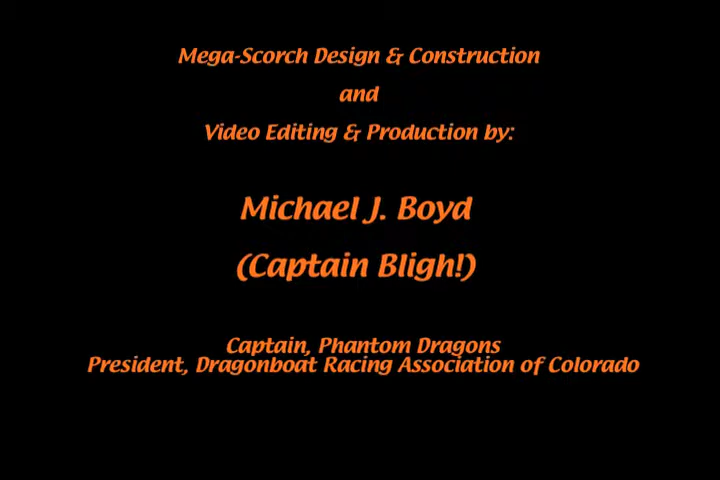 Mega-Scorch Design & Construction
and
Video Editing & Production by:
Michael J. Boyd
(Captain Bligh!)
Captain, Phantom Dragons
President, Dragonboat Racing Association of Colorado